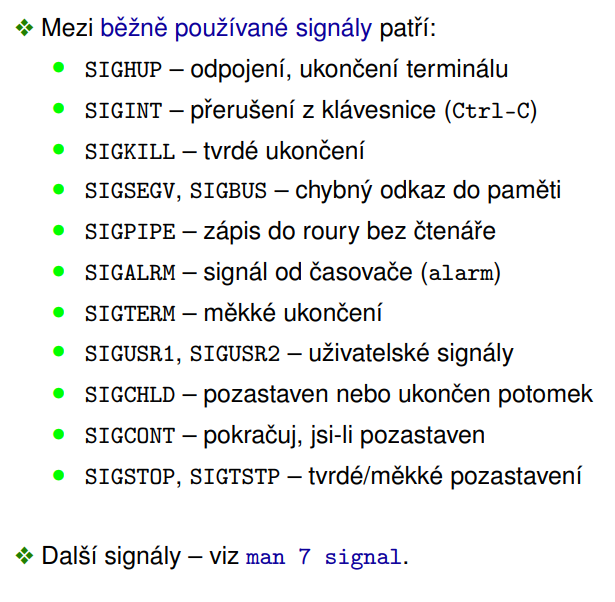 ❖ Mezi běžně používané signály patří:
● SIGHUP – odpojení, ukončení terminálu
● SIGINT – přerušení z klávesnice (Ctrl-C)
● SIGKILL – tvrdé ukončení
● SIGSEGV, SIGBUS – chybný odkaz do paměti
● SIGPIPE – zápis do roury bez čtenáře
● SIGALRM – signál od časovače (alarm)
● SIGTERM – měkké ukončení
● SIGUSR1, SIGUSR2 – uživatelské signály
● SIGCHLD – pozastaven nebo ukončen potomek
● SIGCONT – pokračuj, jsi-li pozastaven
● SIGSTOP, SIGTSTP – tvrdé/měkké pozastavení
❖ Další signály – viz man 7 signal.